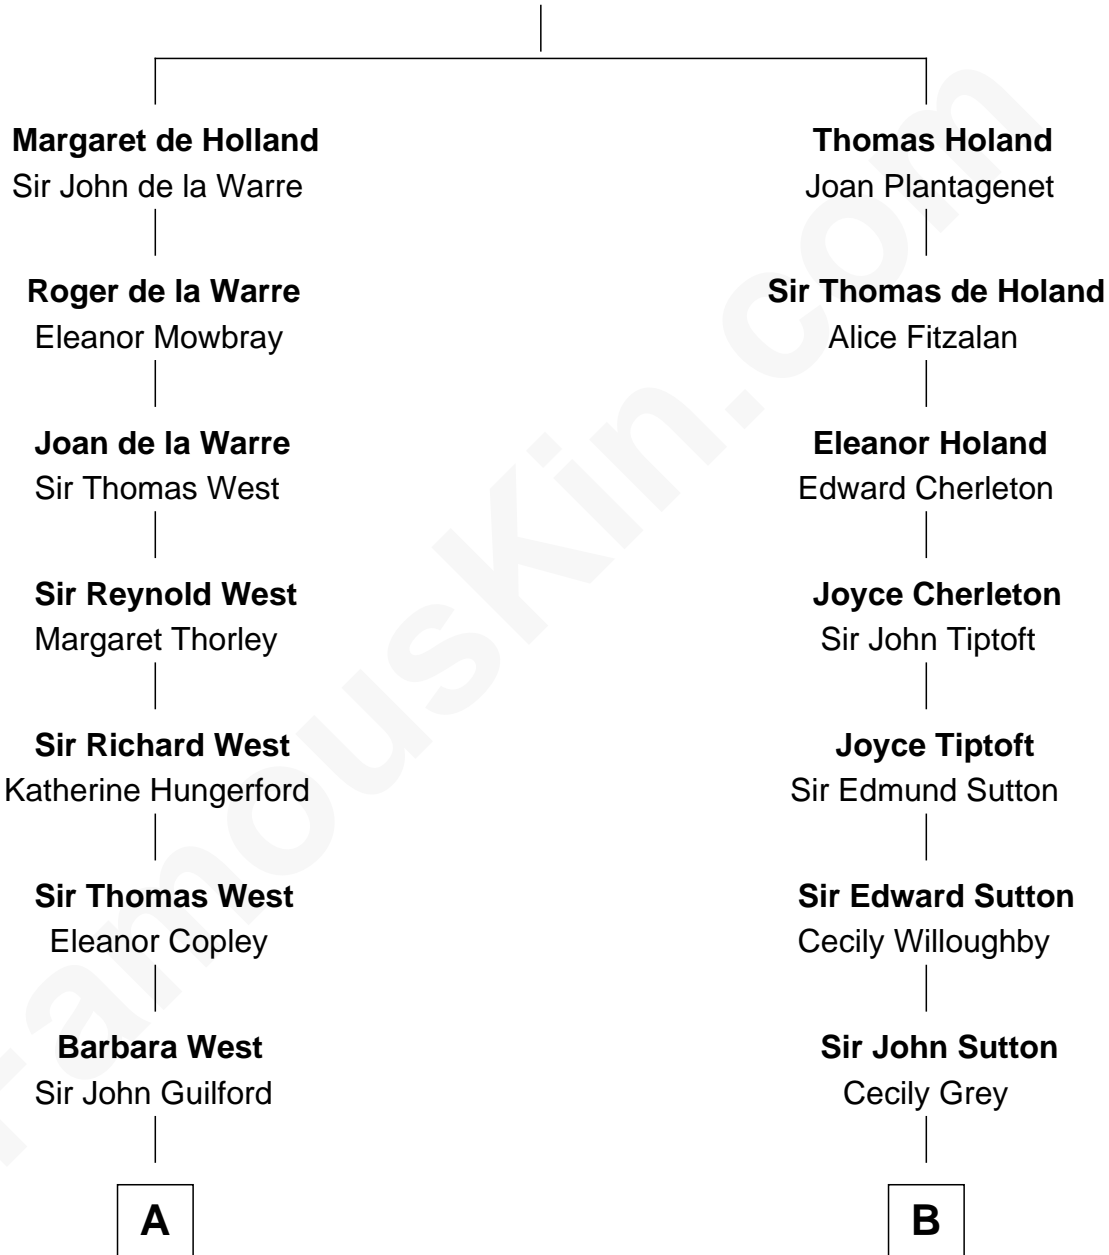 Margaret de Holland
Sir John de la Warre
Roger de la Warre
Eleanor Mowbray
Joan de la Warre
Sir Thomas West
Sir Reynold West
Margaret Thorley
Sir Richard West
Katherine Hungerford
Sir Thomas West
Eleanor Copley
Barbara West
Sir John Guilford
A
Thomas Holand
Joan Plantagenet
Sir Thomas de Holand
Alice Fitzalan
Eleanor Holand
Edward Cherleton
Joyce Cherleton
Sir John Tiptoft
Joyce Tiptoft
Sir Edmund Sutton
Sir Edward Sutton
Cecily Willoughby
Sir John Sutton
Cecily Grey
B
FamousKin.com